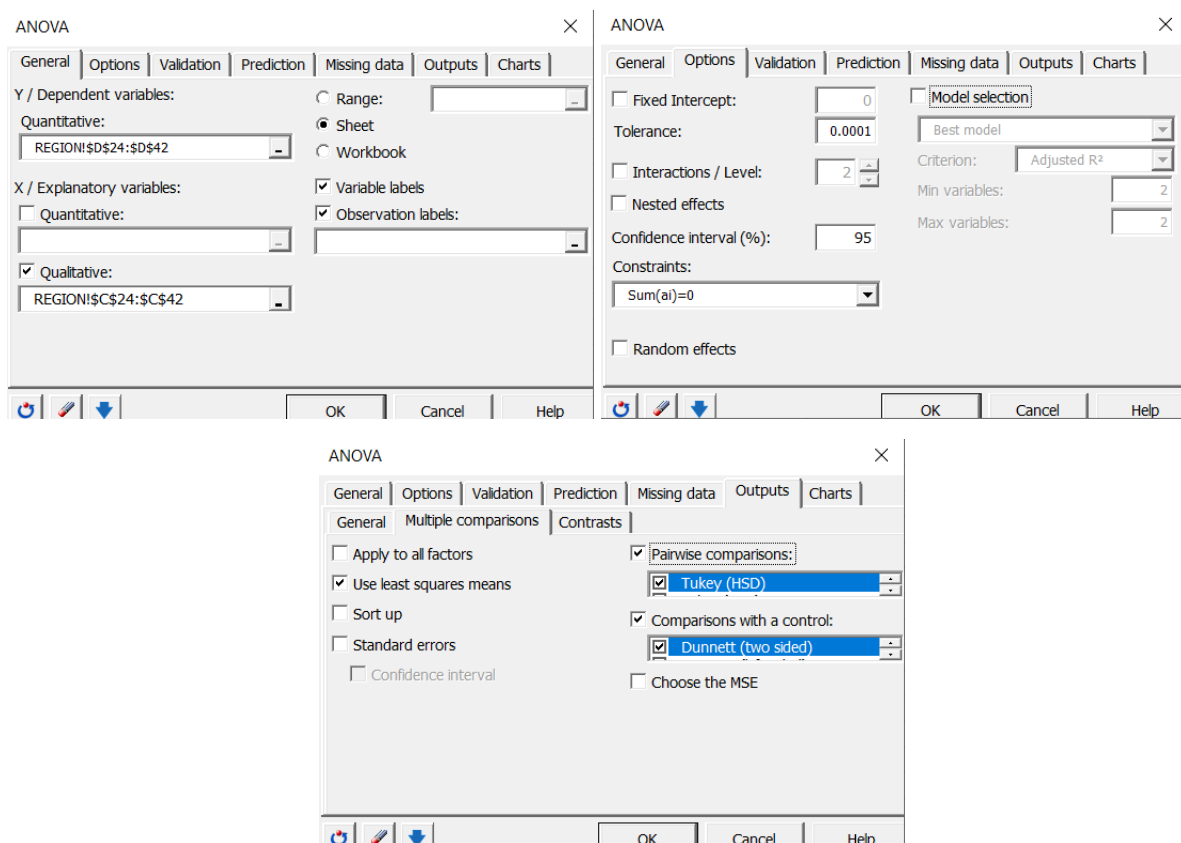 ANOVA
General Options Validation Prediction Missing data Outputs Charts
Y / Dependent variables:
Quantitative:
REGION!$D$24:$D$42
X / Explanatory variables:
Quantitative:
Qualitative:
REGION!$C$24:$C$42
Range:
Sheet
Workbook
Variable labels
Observation labels:
OK Cancel Help
ANOVA
General Options Validation Prediction Missing data Outputs Charts
Fixed Intercept: 0
Tolerance: 0.0001
Interactions / Level: 2
Nested effects
Confidence interval (%): 95
Constraints:
Sum(ai)=0
Random effects
Model selection
Best model
Criterion: Adjusted R²
Min variables: 2
Max variables: 2
OK Cancel Help
ANOVA
General Options Validation Prediction Missing data Outputs Charts
General Multiple comparisons Contrasts
Apply to all factors
Use least squares means
Sort up
Standard errors
Confidence interval
Pairwise comparisons:
Tukey (HSD)
Comparisons with a control:
Dunnett (two sided)
Choose the MSE
OK Cancel Help